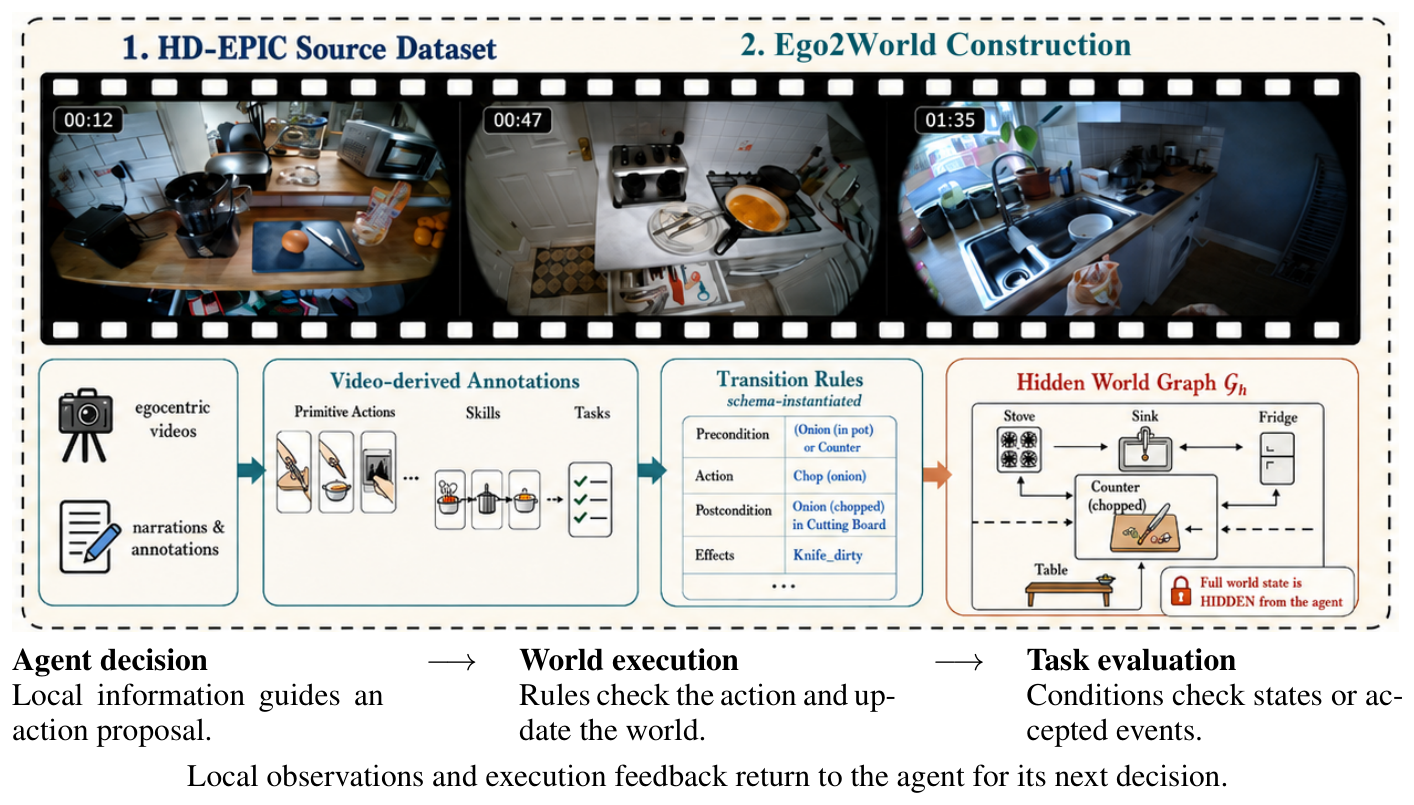 1. HD-EPIC Source Dataset
2. Ego2World Construction
00:12
00:47
01:35
egocentric
videos
narrations &
annotations
Video-derived Annotations
Primitive Actions
Skills
Tasks
...
Transition Rules
schema-instantiated
Precondition
(Onion (in pot)
or Counter
Action
Chop (onion)
Postcondition
Onion (chopped)
in Cutting Board
Effects
Knife_dirty
...
Hidden World Graph 𝒢ₕ
Stove
Sink
Fridge
Counter
(chopped)
Table
Full world state is
HIDDEN from the agent
Agent decision
Local information guides an
action proposal.
⟶
World execution
Rules check the action and up-
date the world.
⟶
Task evaluation
Conditions check states or ac-
cepted events.
Local observations and execution feedback return to the agent for its next decision.